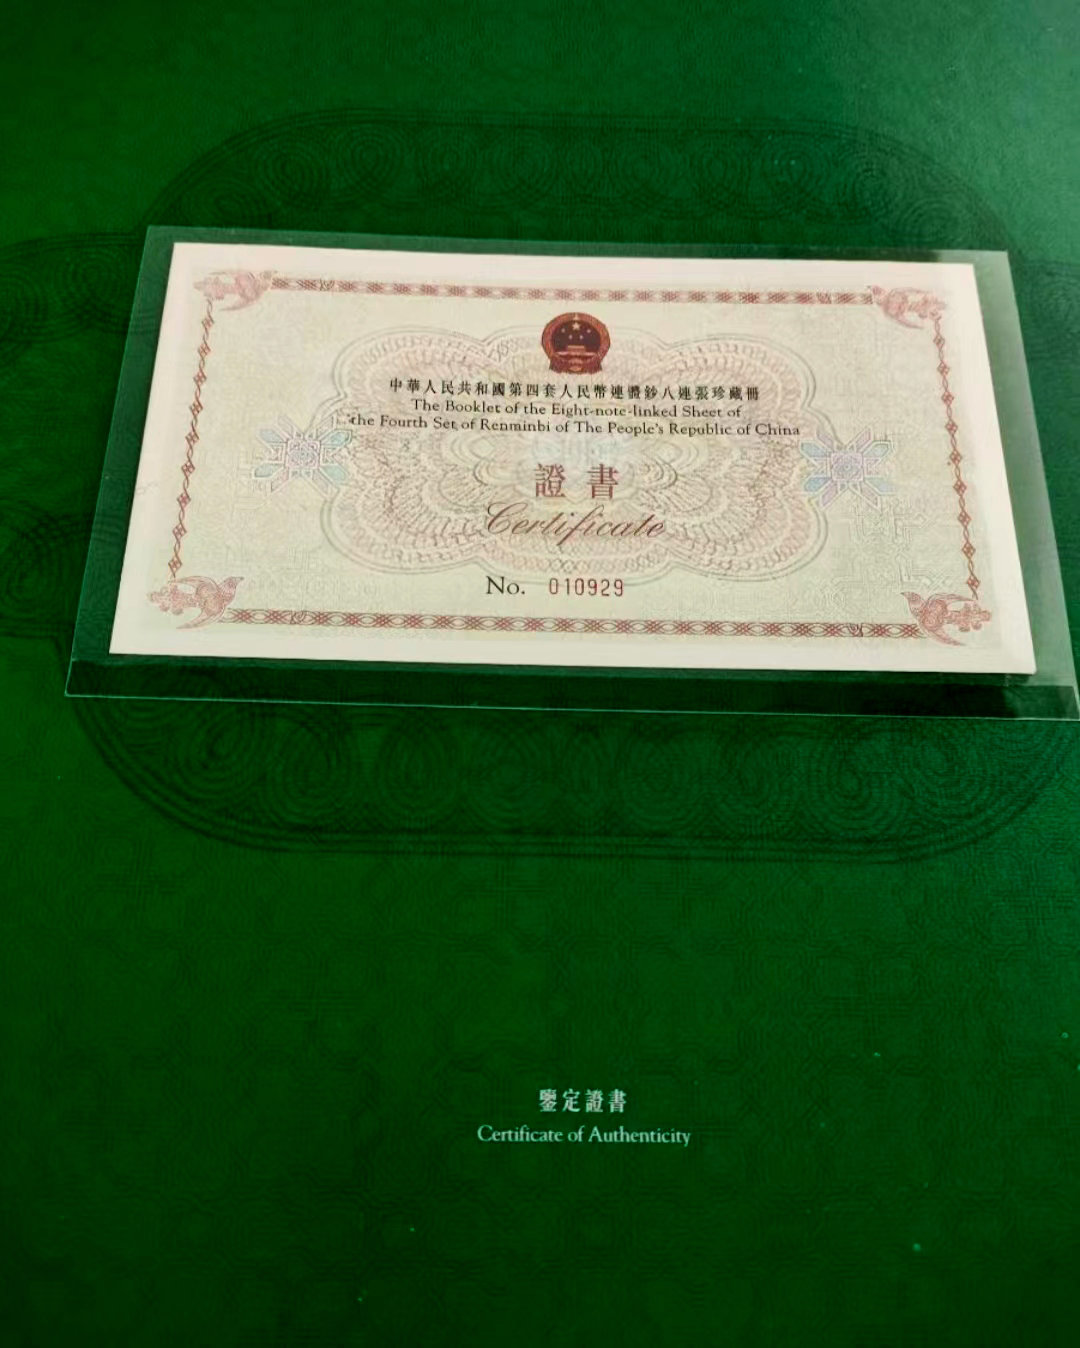 中華人民共和國第四套人民幣連體鈔八連張珍藏冊
The Booklet of the Eight-note-linked Sheet of
the Fourth Set of Renminbi of The People's Republic of China
證書
Certificate
No. 010929
鑒定證書
Certificate of Authenticity